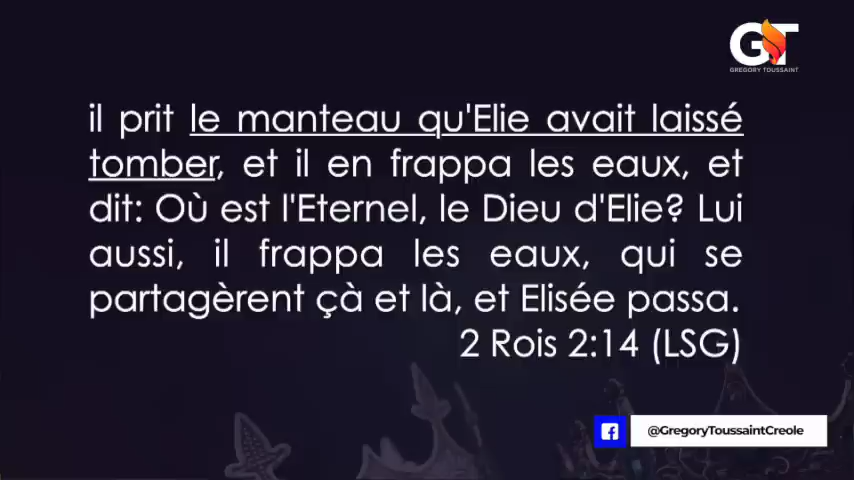 GT
GREGORY TOUSSAINT
il prit le manteau qu'Elie avait laissé
tomber, et il en frappa les eaux, et
dit: Où est l'Eternel, le Dieu d'Elie? Lui
aussi, il frappa les eaux, qui se
partagèrent çà et là, et Elisée passa.
2 Rois 2:14 (LSG)
@GregoryToussaintCreole